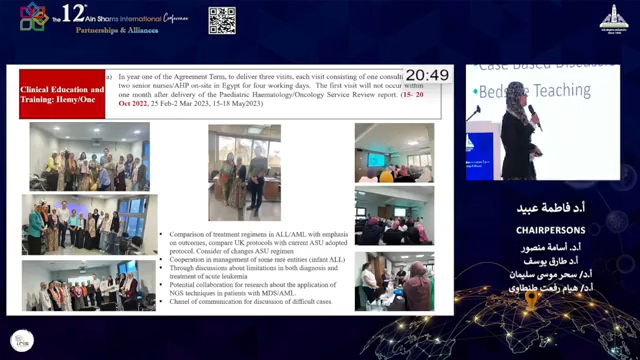 The 12th Ain Shams International Conference
Partnerships & Alliances
Clinical Education and
Training: Hemy/Onc
a) In year one of the Agreement Term, to deliver three visits, each visit consisting of one
two senior nurses/AHP on-site in Egypt for four working days. The first visit will not occur within
one month after delivery of the Paediatric Haematology/Oncology Service Review report. (15- 20
Oct 2022, 25 Feb-2 Mar 2023, 15-18 May2023)
20:49
• Comparison of treatment regimens in ALL/AML with emphasis
on outcomes, compare UK protocols with current ASU adopted
protocol. Consider of changes ASU regimen
• Cooperation in management of some rare entities (infant ALL)
• Through discussions about limitations in both diagnosis and
treatment of acute leukemia
• Potential collaboration for research about the application of
NGS techniques in patients with MDS/AML.
• Chanel of communication for discussion of difficult cases.
Case Based
• Bedside Teaching
أ.د فاطمة عبيد
CHAIRPERSONS
أ.د. أسامة منصور
أ.د طارق يوسف
أ.د/ سحر موسى سليمان
أ.د/ هيام رفعت طنطاوى